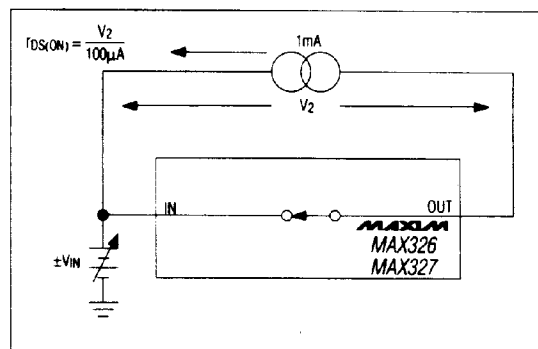 rDS(ON) = V2 / 100µA
1mA
V2
IN
OUT
MAXIM
MAX326
MAX327
±VIN